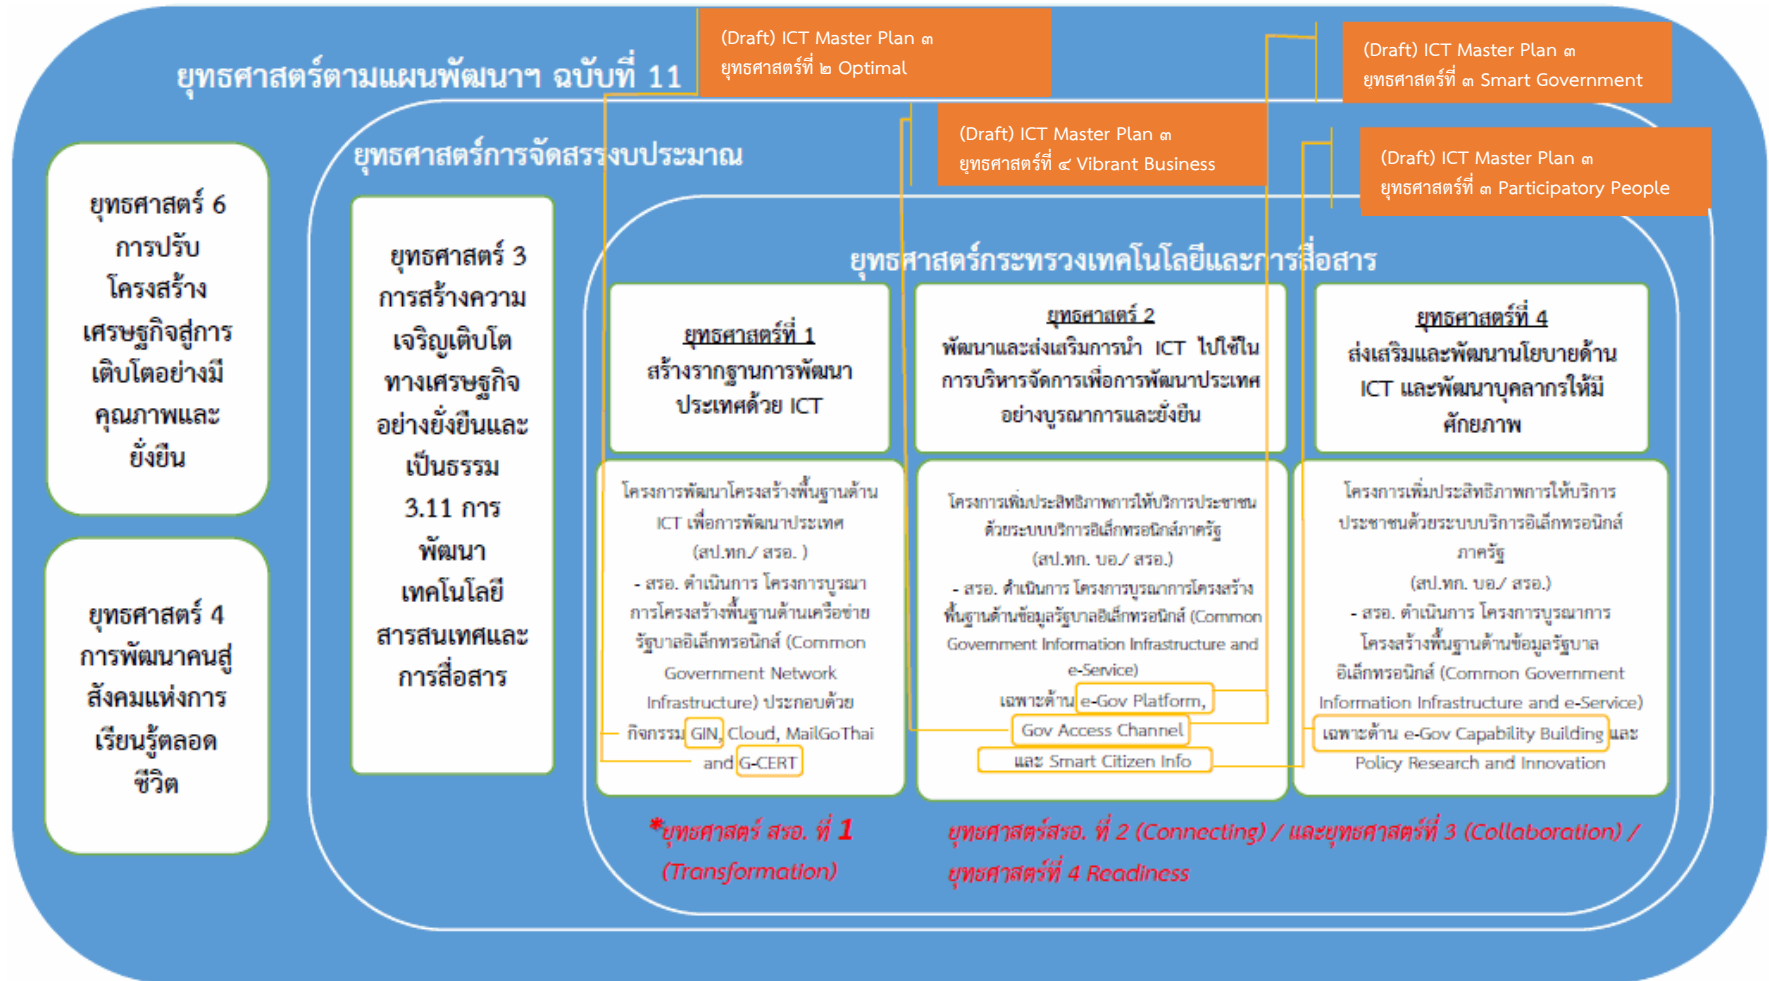 (Draft) ICT Master Plan ๓
ยุทธศาสตร์ที่ ๒ Optimal
(Draft) ICT Master Plan ๓
ยุทธศาสตร์ที่ ๓ Smart Government
ยุทธศาสตร์ตามแผนพัฒนาฯ ฉบับที่ 11
(Draft) ICT Master Plan ๓
ยุทธศาสตร์ที่ ๔ Vibrant Business
(Draft) ICT Master Plan ๓
ยุทธศาสตร์ที่ ๓ Participatory People
ยุทธศาสตร์การจัดสรรงบประมาณ
ยุทธศาสตร์ 6
การปรับ
โครงสร้าง
เศรษฐกิจสู่การ
เติบโตอย่างมี
คุณภาพและ
ยั่งยืน
ยุทธศาสตร์ 4
การพัฒนาคนสู่
สังคมแห่งการ
เรียนรู้ตลอด
ชีวิต
ยุทธศาสตร์ 3
การสร้างความ
เจริญเติบโต
ทางเศรษฐกิจ
อย่างยั่งยืนและ
เป็นธรรม
3.11 การ
พัฒนา
เทคโนโลยี
สารสนเทศและ
การสื่อสาร
ยุทธศาสตร์กระทรวงเทคโนโลยีและการสื่อสาร
ยุทธศาสตร์ที่ 1
สร้างรากฐานการพัฒนา
ประเทศด้วย ICT
โครงการพัฒนาโครงสร้างพื้นฐานด้าน
ICT เพื่อการพัฒนาประเทศ
(สป.ทก./ สรอ. )
- สรอ. ดำเนินการ โครงการบูรณา
การโครงสร้างพื้นฐานด้านเครือข่าย
รัฐบาลอิเล็กทรอนิกส์ (Common
Government Network
Infrastructure) ประกอบด้วย
กิจกรรม GIN, Cloud, MailGoThai
and G-CERT
ยุทธศาสตร์ 2
พัฒนาและส่งเสริมการนำ ICT ไปใช้ใน
การบริหารจัดการเพื่อการพัฒนาประเทศ
อย่างบูรณาการและยั่งยืน
โครงการเพิ่มประสิทธิภาพการให้บริการประชาชน
ด้วยระบบบริการอิเล็กทรอนิกส์ภาครัฐ
(สป.ทก. บอ./ สรอ.)
- สรอ. ดำเนินการ โครงการบูรณาการโครงสร้าง
พื้นฐานด้านข้อมูลรัฐบาลอิเล็กทรอนิกส์ (Common
Government Information Infrastructure and
e-Service)
เฉพาะด้าน e-Gov Platform,
Gov Access Channel
และ Smart Citizen Info
ยุทธศาสตร์ที่ 4
ส่งเสริมและพัฒนานโยบายด้าน
ICT และพัฒนาบุคลากรให้มี
ศักยภาพ
โครงการเพิ่มประสิทธิภาพการให้บริการ
ประชาชนด้วยระบบบริการอิเล็กทรอนิกส์
ภาครัฐ
(สป.ทก. บอ./ สรอ.)
- สรอ. ดำเนินการ โครงการบูรณาการ
โครงสร้างพื้นฐานด้านข้อมูลรัฐบาล
อิเล็กทรอนิกส์ (Common Government
Information Infrastructure and e-Service)
เฉพาะด้าน e-Gov Capability Building และ
Policy Research and Innovation
*ยุทธศาสตร์ สรอ. ที่ 1
(Transformation)
ยุทธศาสตร์สรอ. ที่ 2 (Connecting) / และยุทธศาสตร์ที่ 3 (Collaboration) /
ยุทธศาสตร์ที่ 4 Readiness